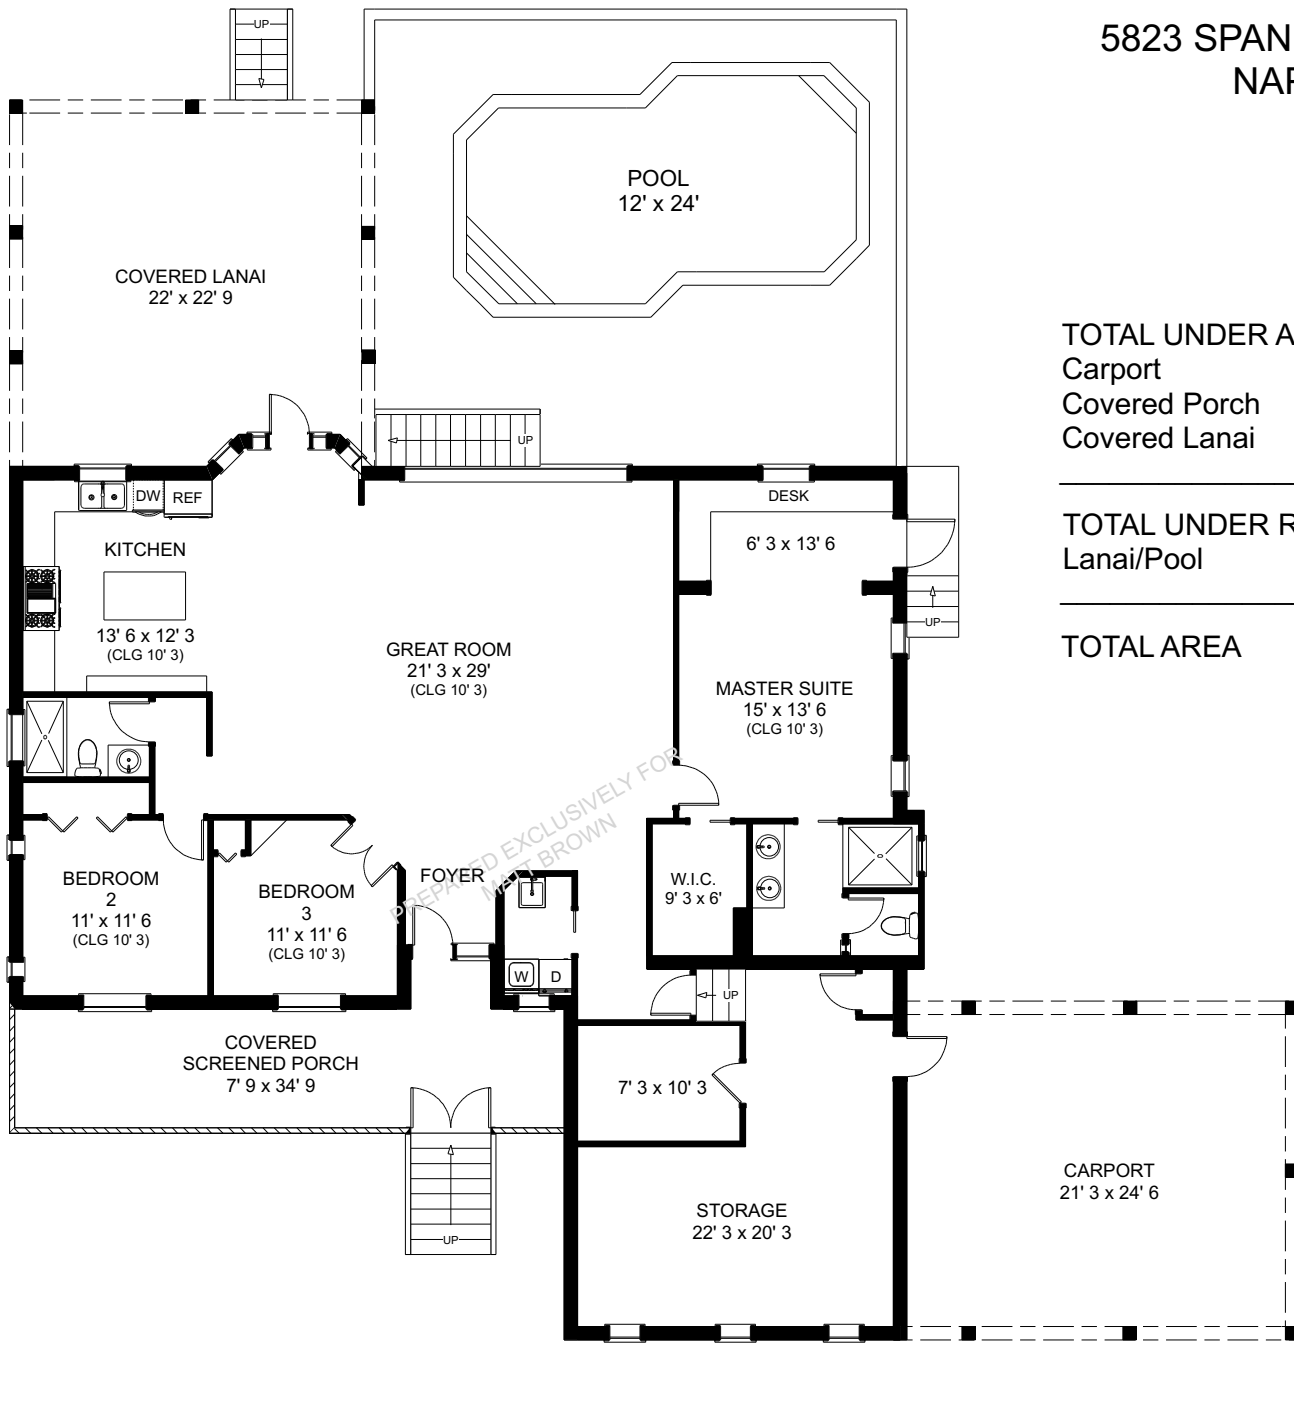 5823 SPAN
NAP
UP
POOL
12' x 24'
COVERED LANAI
22' x 22' 9
TOTAL UNDER A
Carport
Covered Porch
Covered Lanai
TOTAL UNDER R
Lanai/Pool
TOTAL AREA
UP
DW
REF
DESK
KITCHEN
13' 6 x 12' 3
(CLG 10' 3)
6' 3 x 13' 6
UP
GREAT ROOM
21' 3 x 29'
(CLG 10' 3)
MASTER SUITE
15' x 13' 6
(CLG 10' 3)
PREPARED EXCLUSIVELY FOR
MATT BROWN
BEDROOM
2
11' x 11' 6
(CLG 10' 3)
BEDROOM
3
11' x 11' 6
(CLG 10' 3)
FOYER
W.I.C.
9' 3 x 6'
W
D
UP
COVERED
SCREENED PORCH
7' 9 x 34' 9
7' 3 x 10' 3
UP
STORAGE
22' 3 x 20' 3
CARPORT
21' 3 x 24' 6